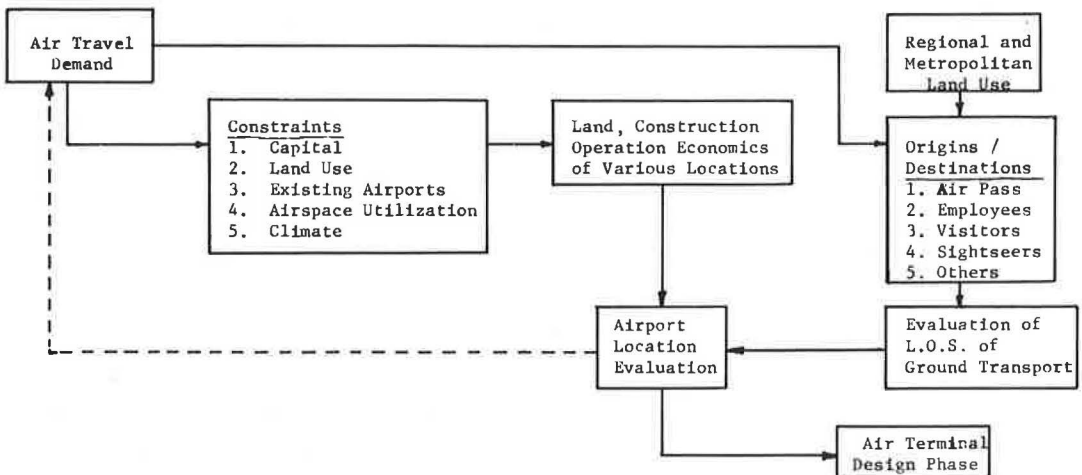 Air Travel
Demand
Regional and
Metropolitan
Land Use
Constraints
1. Capital
2. Land Use
3. Existing Airports
4. Airspace Utilization
5. Climate
Land, Construction
Operation Economics
of Various Locations
Origins /
Destinations
1. Air Pass
2. Employees
3. Visitors
4. Sightseers
5. Others
Airport
Location
Evaluation
Evaluation of
L.O.S. of
Ground Transport
Air Terminal
Design Phase